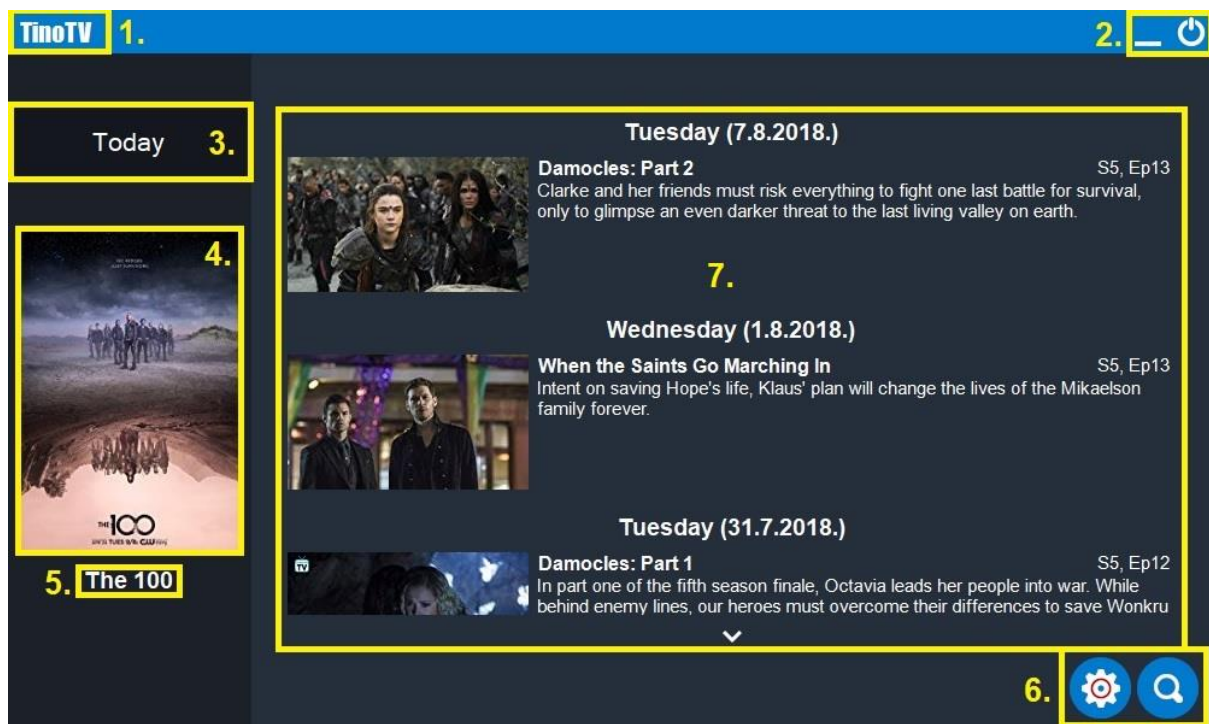 TinoTV 1.
2.
Today 3.
4.
THE 100
5. The 100
Tuesday (7.8.2018.)
Damocles: Part 2 S5, Ep13
Clarke and her friends must risk everything to fight one last battle for survival,
only to glimpse an even darker threat to the last living valley on earth.
7.
Wednesday (1.8.2018.)
When the Saints Go Marching In S5, Ep13
Intent on saving Hope's life, Klaus' plan will change the lives of the Mikaelson
family forever.
Tuesday (31.7.2018.)
TV
Damocles: Part 1 S5, Ep12
In part one of the fifth season finale, Octavia leads her people into war. While
behind enemy lines, our heroes must overcome their differences to save Wonkru
6.